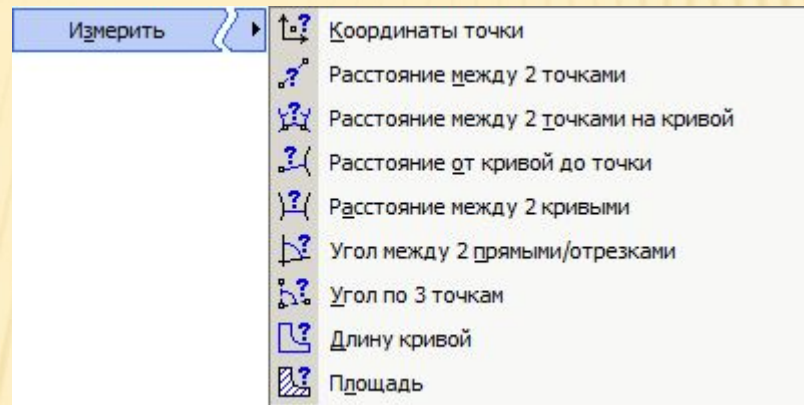 Измерить
Координаты точки
Расстояние между 2 точками
Расстояние между 2 точками на кривой
Расстояние от кривой до точки
Расстояние между 2 кривыми
Угол между 2 прямыми/отрезками
Угол по 3 точкам
Длину кривой
Площадь